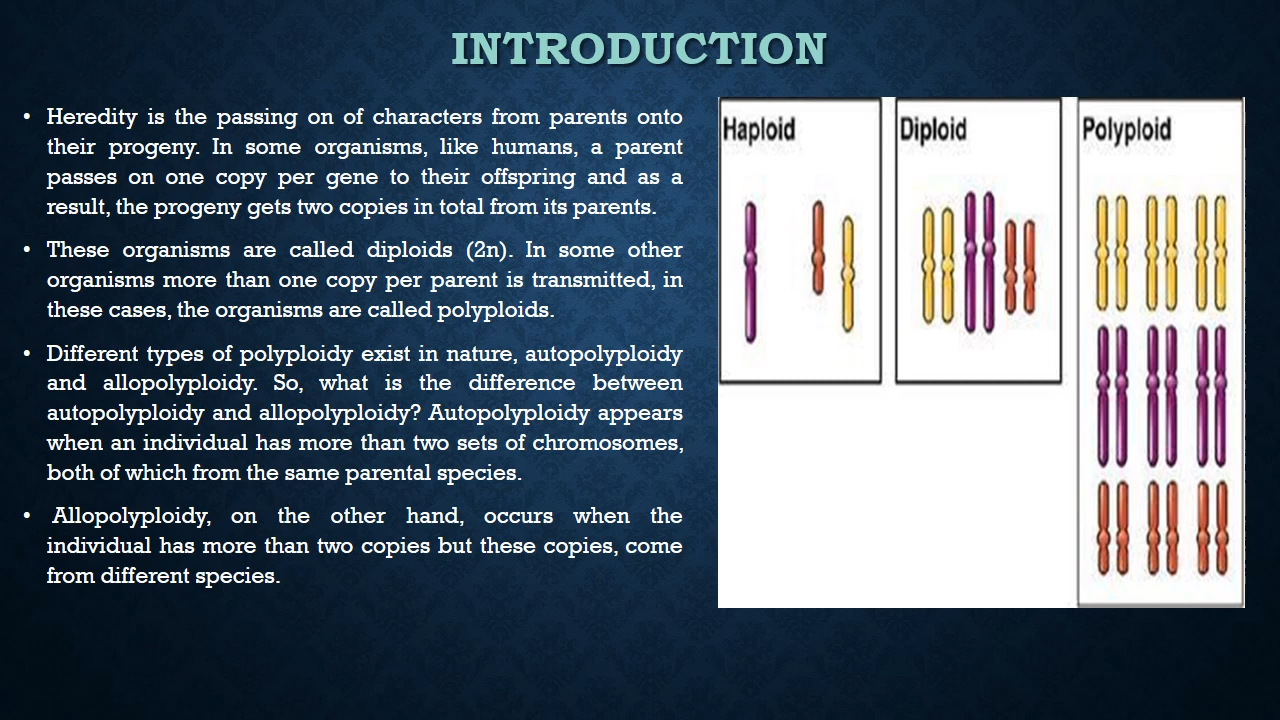 INTRODUCTION
• Heredity is the passing on of characters from parents onto
their progeny. In some organisms, like humans, a parent
passes on one copy per gene to their offspring and as a
result, the progeny gets two copies in total from its parents.
• These organisms are called diploids (2n). In some other
organisms more than one copy per parent is transmitted, in
these cases, the organisms are called polyploids.
• Different types of polyploidy exist in nature, autopolyploidy
and allopolyploidy. So, what is the difference between
autopolyploidy and allopolyploidy? Autopolyploidy appears
when an individual has more than two sets of chromosomes,
both of which from the same parental species.
• Allopolyploidy, on the other hand, occurs when the
individual has more than two copies but these copies, come
from different species.
Haploid
Diploid
Polyploid